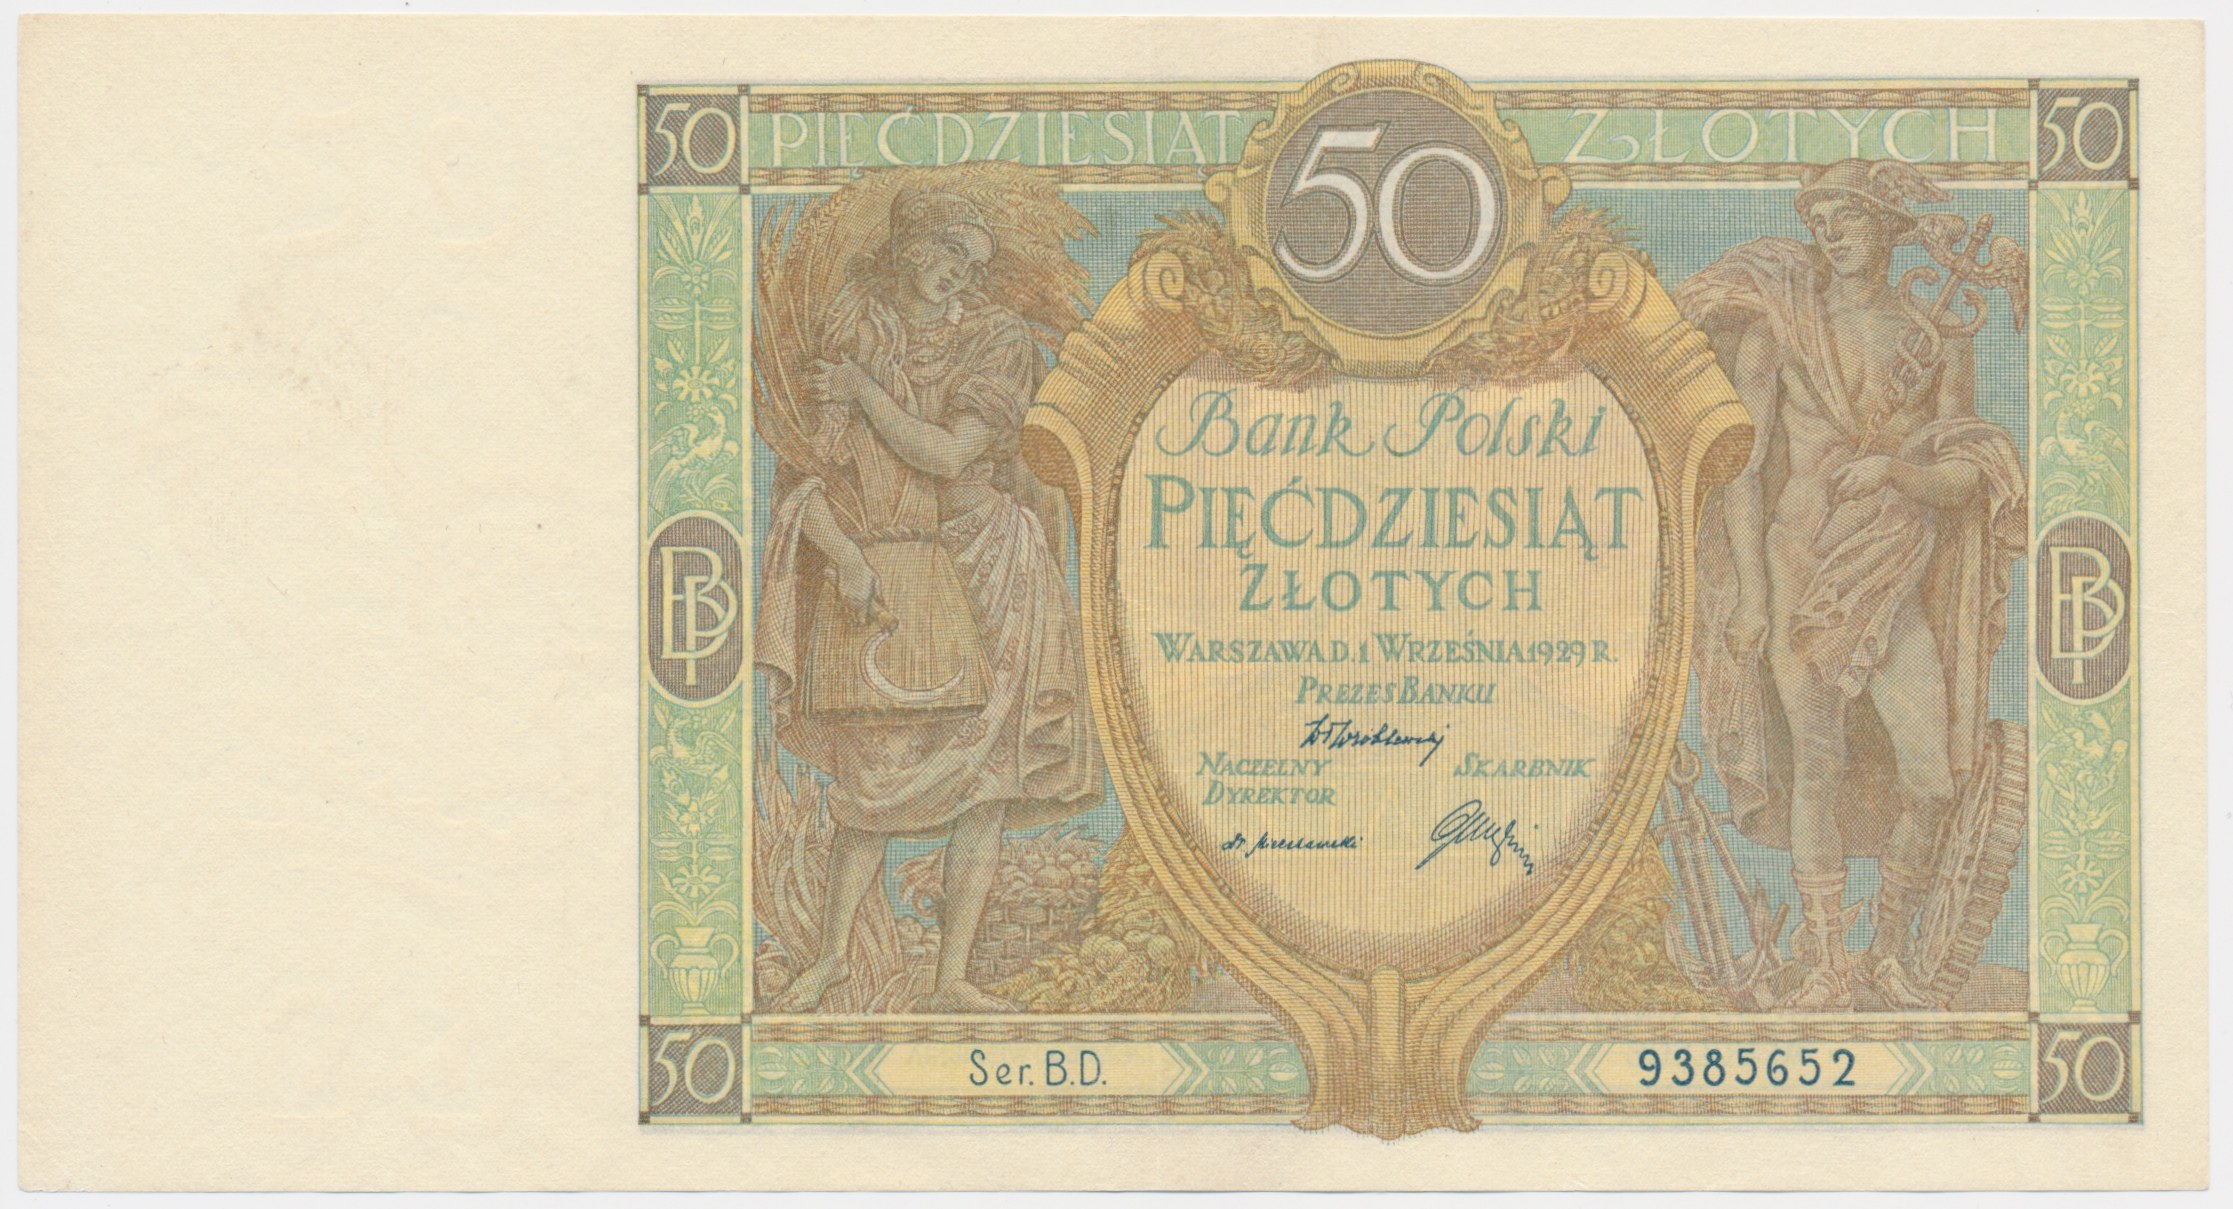 50 PIĘĆDZIESIĄT 50 ZŁOTYCH 50
Bank Polski
PIĘĆDZIESIĄT
ZŁOTYCH
WARSZAWA D. 1 WRZEŚNIA 1929 R.
PREZES BANKU
NACZELNY SKARBNIK
DYREKTOR
BP BP
50 Ser. B.D. 9385652 50